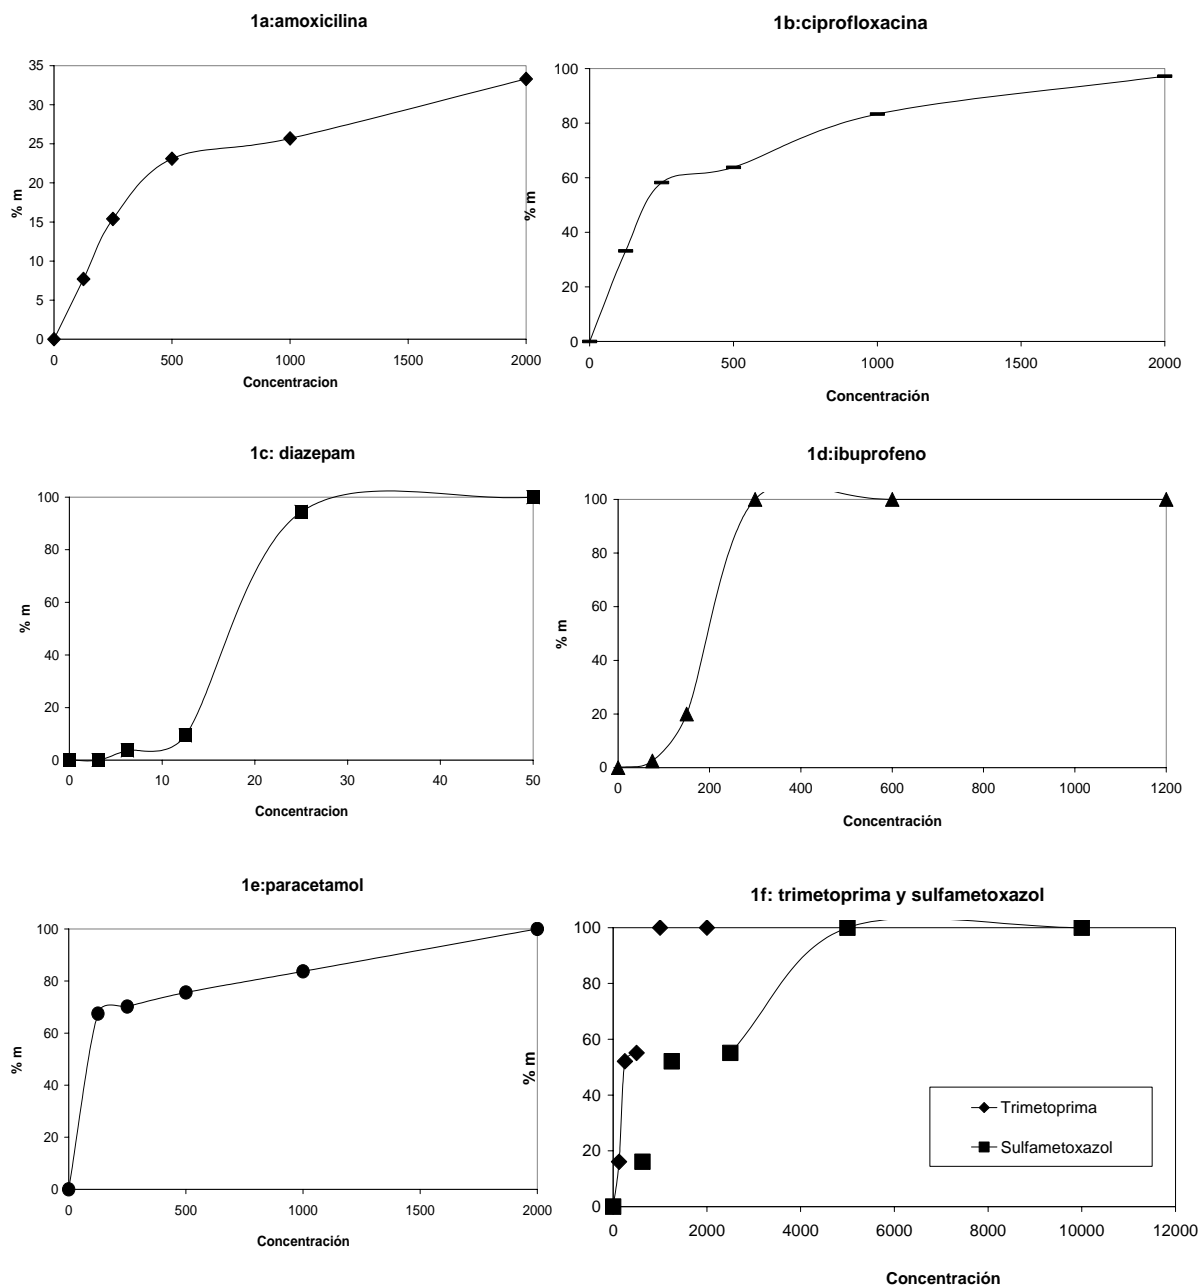 1a:amoxicilina
35
30
25
20
15
10
5
0
% m
0 500 1000 1500 2000
Concentracion
1b:ciprofloxacina
100
80
60
40
20
0
% m
0 500 1000 1500 2000
Concentración
1c: diazepam
100
80
60
40
20
0
% m
0 10 20 30 40 50
Concentracion
1d:ibuprofeno
100
80
60
40
20
0
% m
0 200 400 600 800 1000 1200
Concentración
1e:paracetamol
100
80
60
40
20
0
% m
0 500 1000 1500 2000
Concentración
1f: trimetoprima y sulfametoxazol
100
80
60
40
20
0
% m
Trimetoprima
Sulfametoxazol
0 2000 4000 6000 8000 10000 12000
Concentración